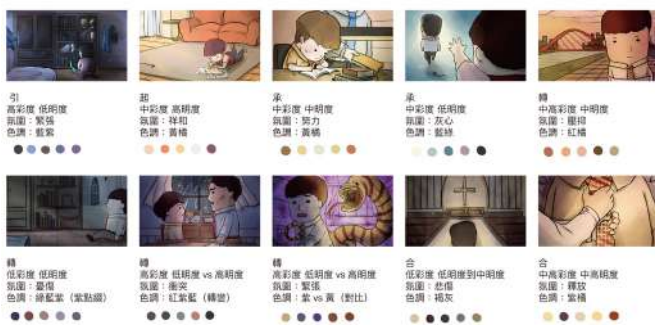 引
高彩度 低明度
氛圍：緊張
色調：藍紫
起
中彩度 高明度
氛圍：祥和
色調：黃橘
承
中彩度 中明度
氛圍：努力
色調：黃橘
承
中彩度 低明度
氛圍：灰心
色調：藍綠
轉
中高彩度 中明度
氛圍：壓抑
色調：紅橘
轉
低彩度 低明度
氛圍：憂傷
色調：綠藍紫（紫點綴）
轉
高彩度 低明度 vs 高明度
氛圍：衝突
色調：紅紫藍（轉變）
轉
高彩度 低明度 vs 高明度
氛圍：緊張
色調：紫 vs 黃（對比）
合
低彩度 低明度到中明度
氛圍：悲傷
色調：褐灰
合
中高彩度 中高明度
氛圍：釋放
色調：紫橘